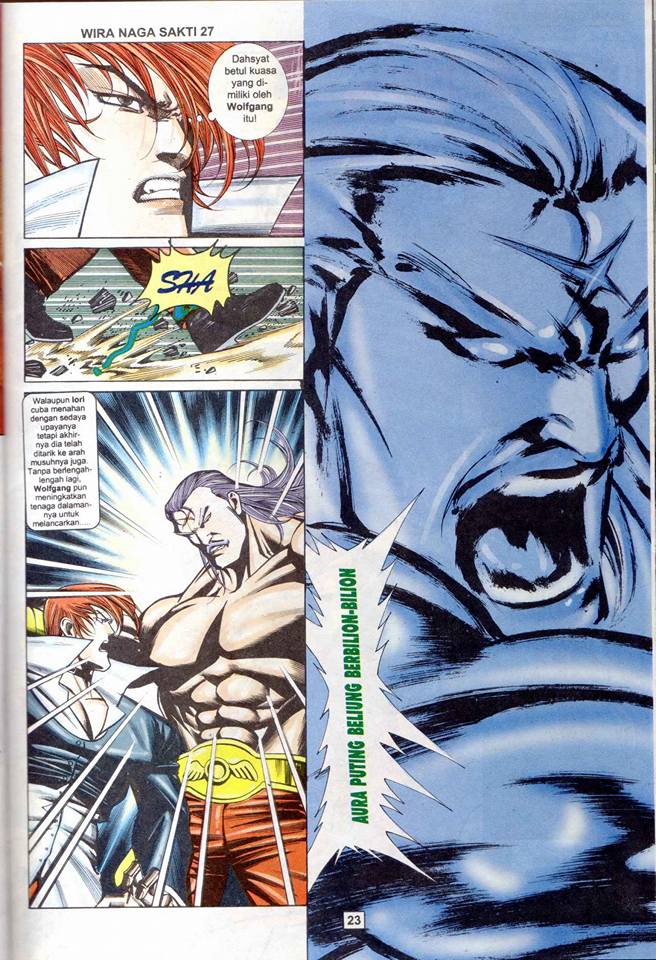 WIRA NAGA SAKTI 27
Dahsyat
betul kuasa
yang di-
miliki oleh
Wolfgang
itu!
SHA
Walaupun Iori
cuba menahan
dengan sedaya
upayanya
tetapi akhir-
nya dia telah
ditarik ke arah
musuhnya juga.
Tanpa berlengah-
lengah lagi,
Wolfgang pun
meningkatkan
tenaga dalaman-
nya untuk
melancarkan.....
AURA PUTING BELIUNG BERBILION-BILION
23